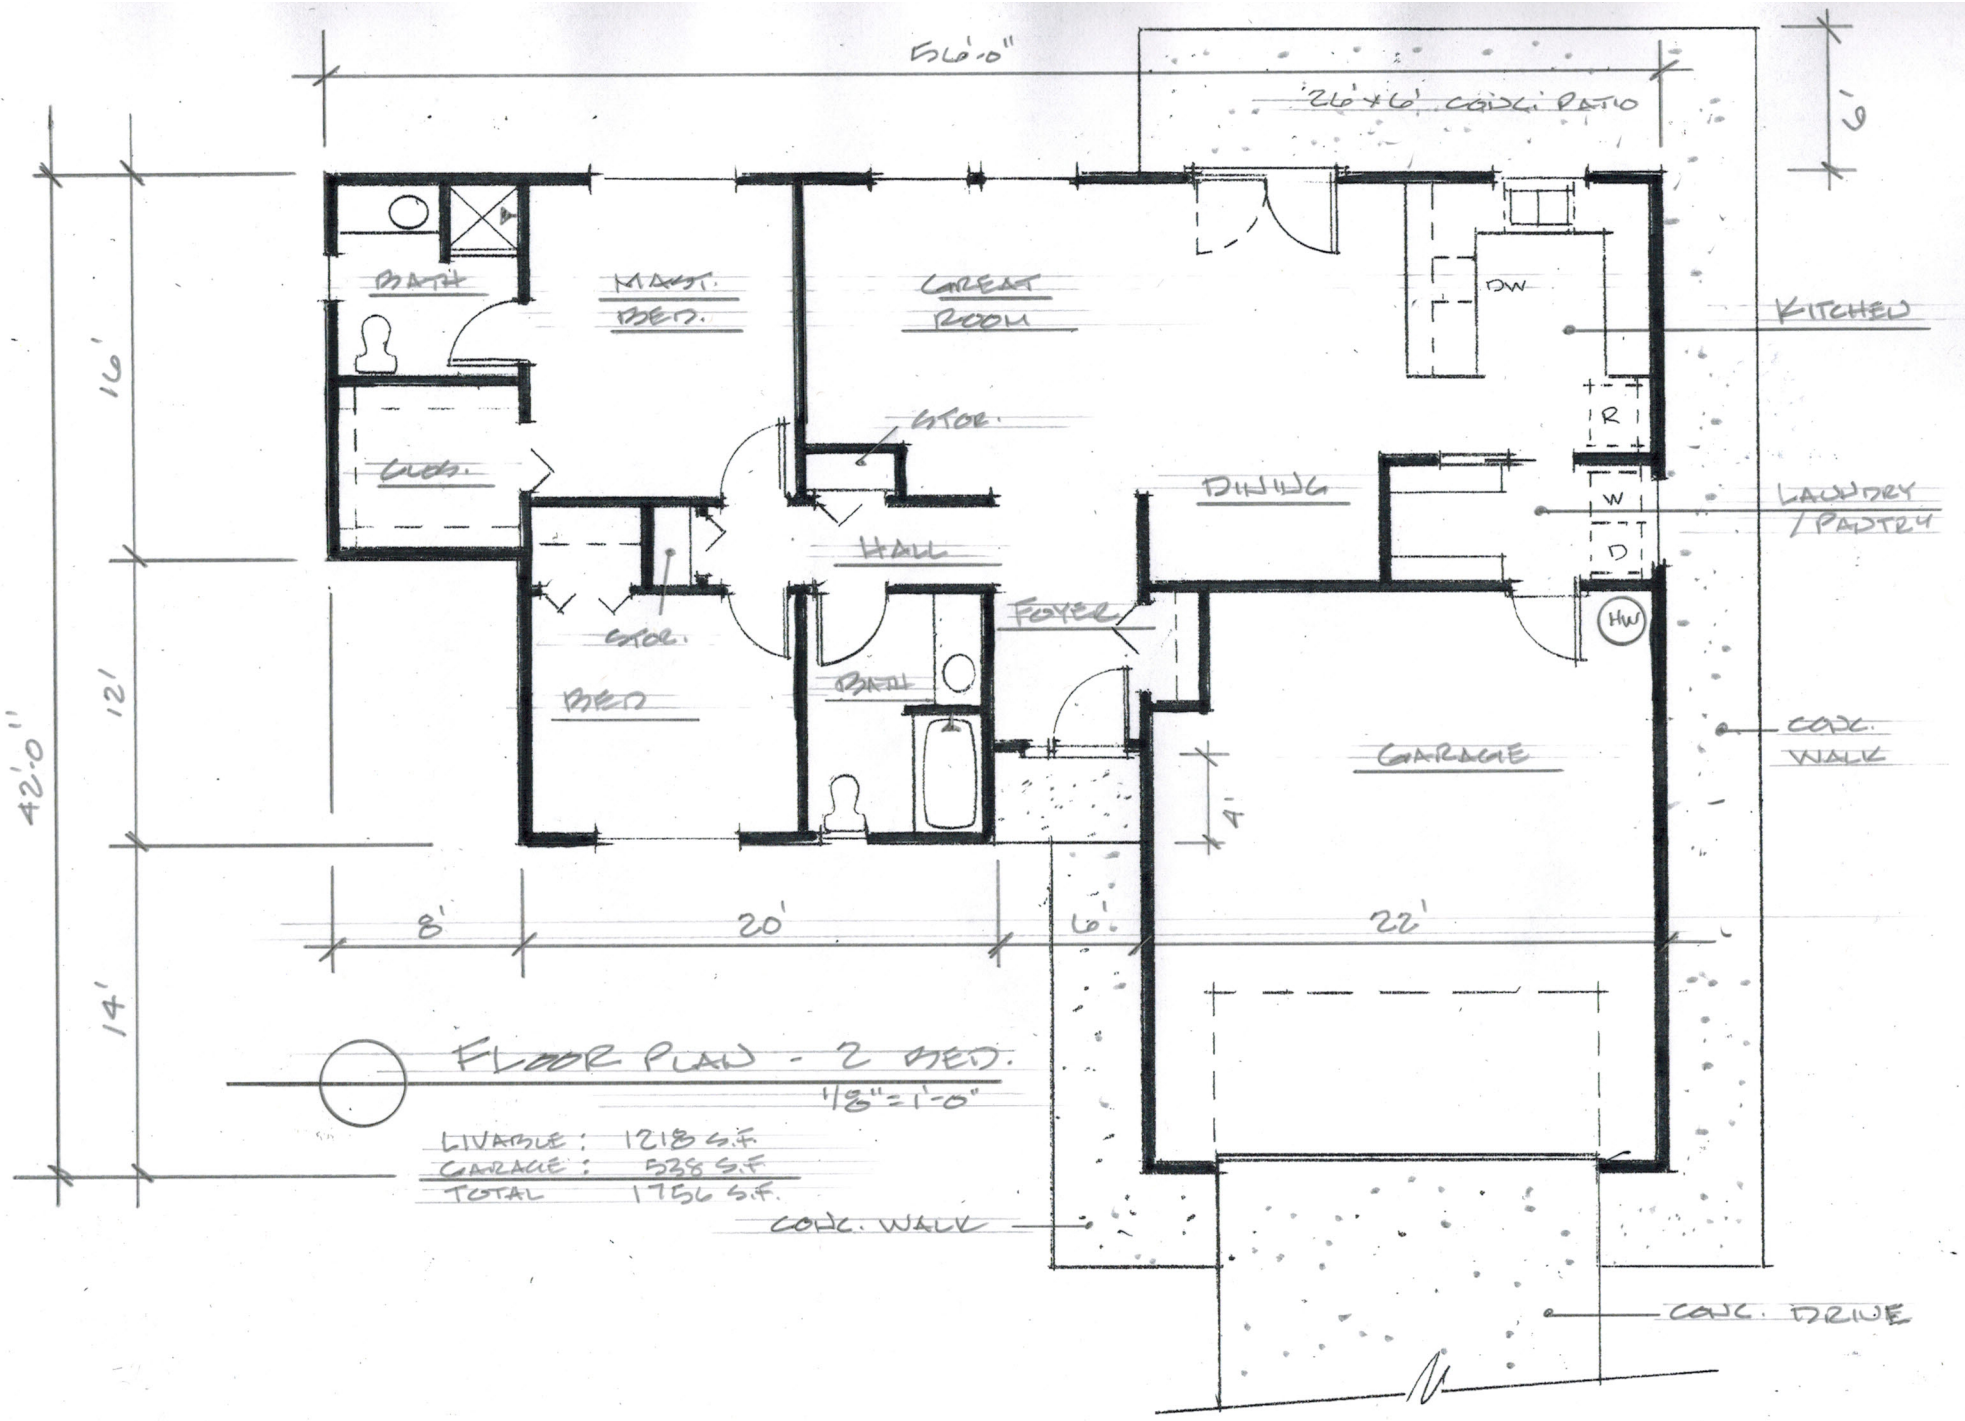 56'-0"
26'x6' CONC. PATIO
6'
BATH
MAST.
BED.
GREAT
ROOM
DW
KITCHEN
16'
STOR.
R
CLOS.
DINING
W
LAUNDRY
/ PANTRY
HALL
D
FOYER
HW
STOR.
BED
BATH
12'
42'-0"
GARAGE
CONC.
WALK
4'
8'
20'
6'
22'
14'
FLOOR PLAN - 2 BED.
1/8"=1'-0"
LIVABLE: 1218 S.F.
GARAGE: 538 S.F.
TOTAL 1756 S.F.
CONC. WALK
CONC. DRIVE